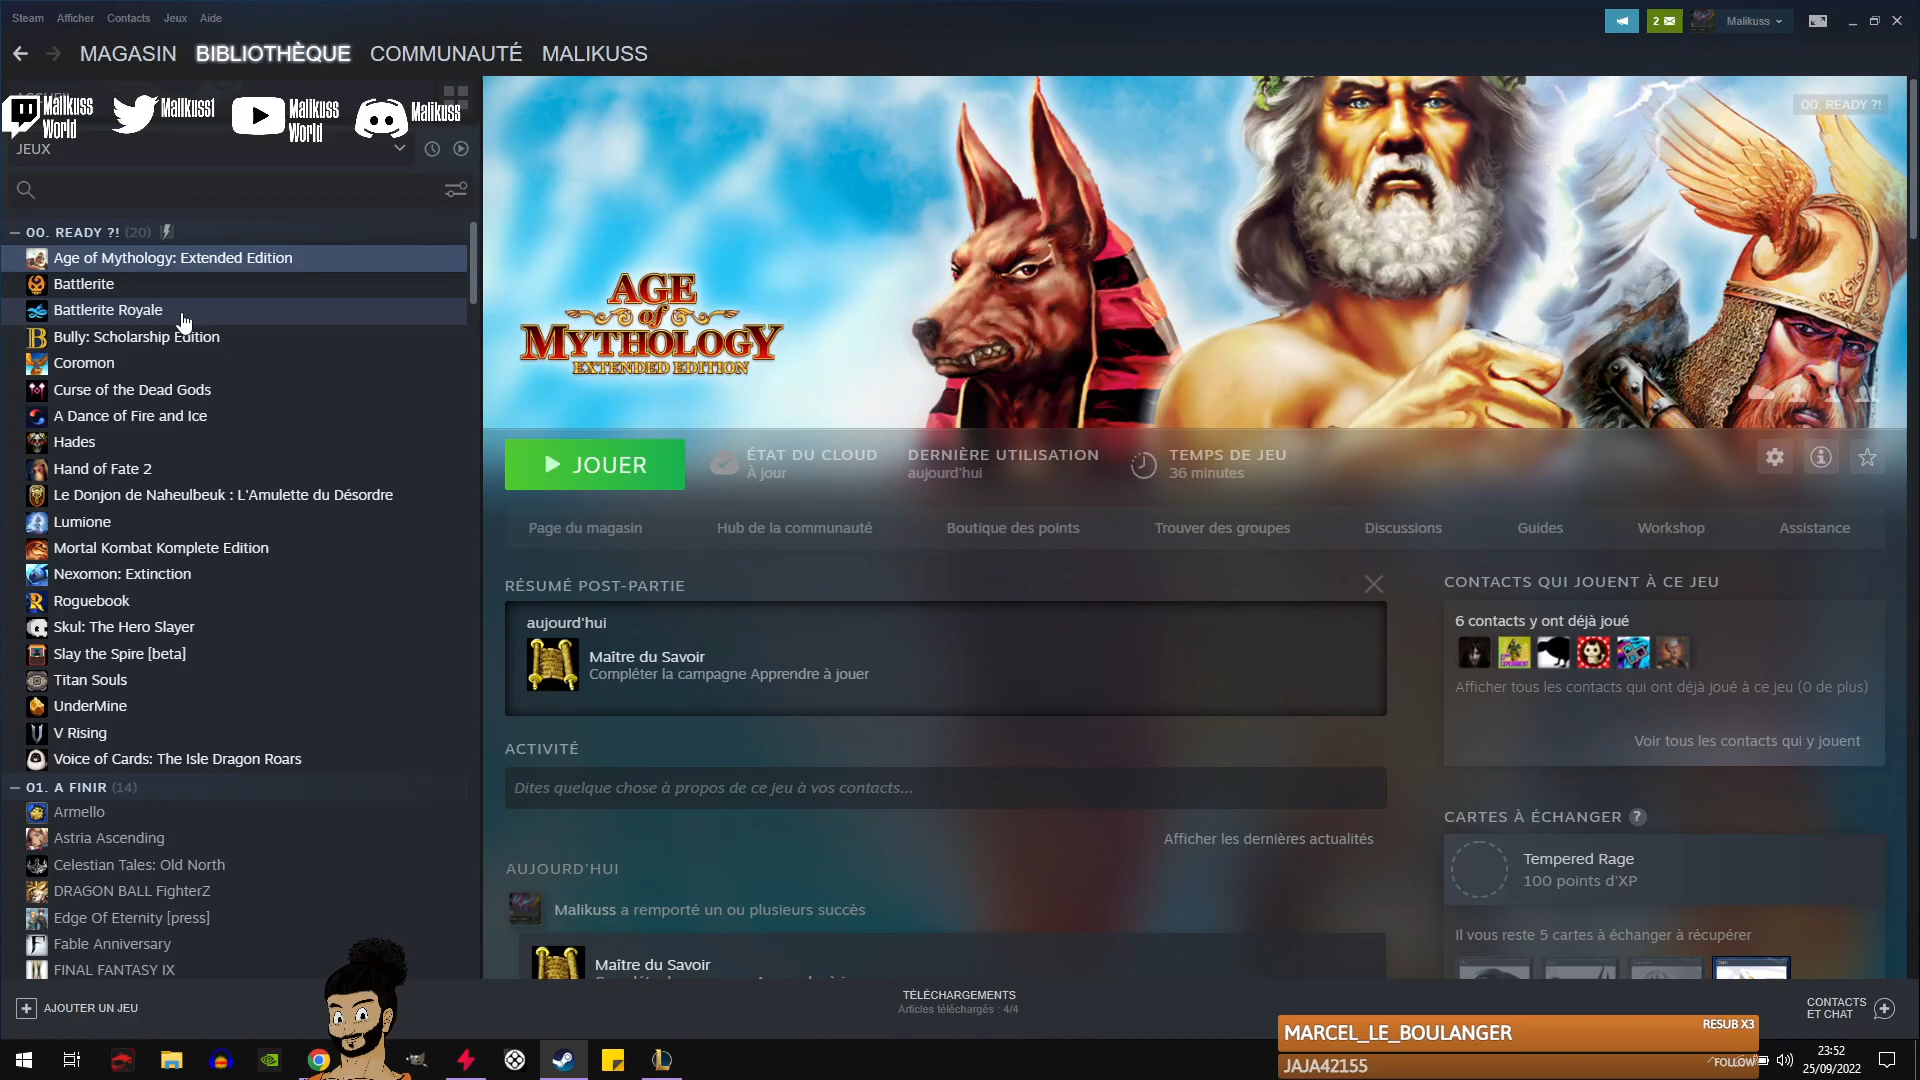 Steam Afficher Contacts Jeux Aide
2
Malikuss
MAGASIN BIBLIOTHÈQUE COMMUNAUTÉ MALIKUSS
Malikuss World
Malikuss1
Malikuss World
Malikuss
JEUX
OO. READY ?!
— OO. READY ?! (20)
Age of Mythology: Extended Edition
Battlerite
Battlerite Royale
Bully: Scholarship Edition
Coromon
Curse of the Dead Gods
A Dance of Fire and Ice
Hades
Hand of Fate 2
Le Donjon de Naheulbeuk : L'Amulette du Désordre
Lumione
Mortal Kombat Komplete Edition
Nexomon: Extinction
Roguebook
Skul: The Hero Slayer
Slay the Spire [beta]
Titan Souls
UnderMine
V Rising
Voice of Cards: The Isle Dragon Roars
— 01. A FINIR (14)
Armello
Astria Ascending
Celestian Tales: Old North
DRAGON BALL FighterZ
Edge Of Eternity [press]
Fable Anniversary
FINAL FANTASY IX
AJOUTER UN JEU
AGE
of
MYTHOLOGY
EXTENDED EDITION
JOUER
ÉTAT DU CLOUD
À jour
DERNIÈRE UTILISATION
aujourd'hui
TEMPS DE JEU
36 minutes
Page du magasin Hub de la communauté Boutique des points Trouver des groupes Discussions Guides Workshop Assistance
RÉSUMÉ POST-PARTIE
aujourd'hui
Maître du Savoir
Compléter la campagne Apprendre à jouer
ACTIVITÉ
Dites quelque chose à propos de ce jeu à vos contacts...
Afficher les dernières actualités
AUJOURD'HUI
Malikuss a remporté un ou plusieurs succès
Maître du Savoir
CONTACTS QUI JOUENT À CE JEU
6 contacts y ont déjà joué
Afficher tous les contacts qui ont déjà joué à ce jeu (0 de plus)
Voir tous les contacts qui y jouent
CARTES À ÉCHANGER ?
Tempered Rage
100 points d'XP
Il vous reste 5 cartes à échanger à récupérer
TÉLÉCHARGEMENTS
Articles téléchargés : 4/4
CONTACTS
ET CHAT
MARCEL_LE_BOULANGER RESUB X3
JAJA42155 FOLLOW
23:52
25/09/2022